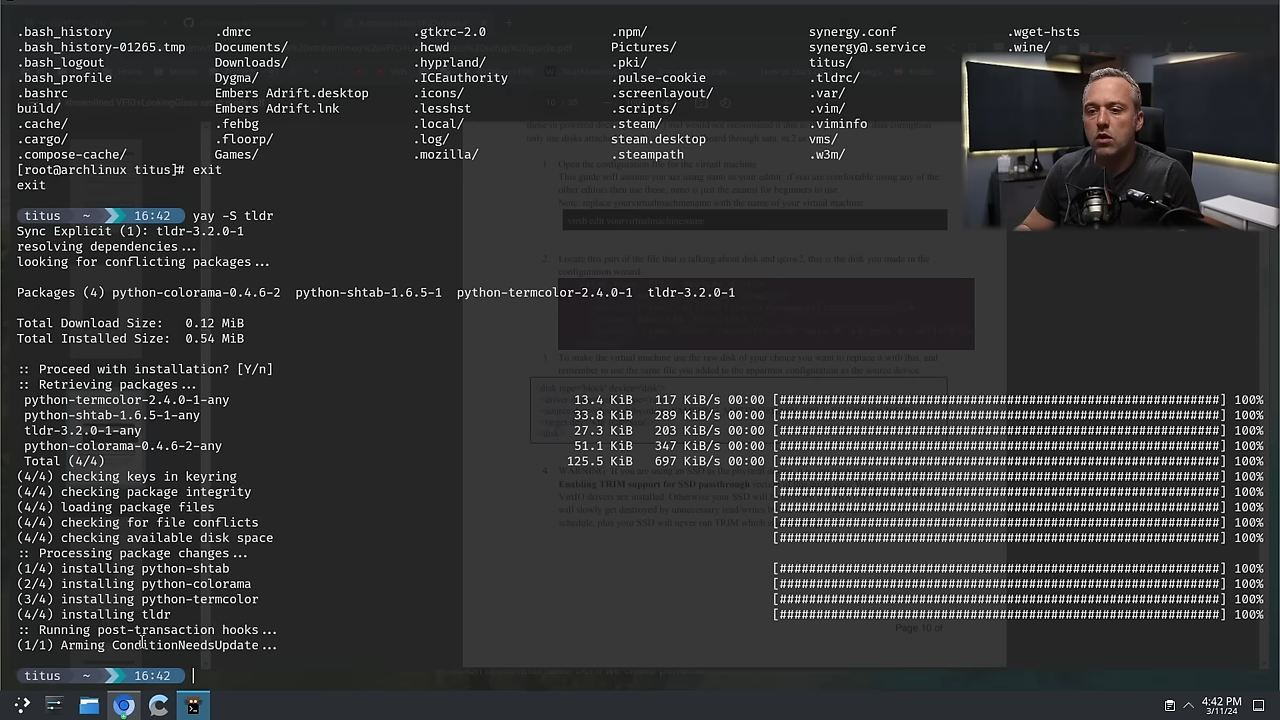 .bash_history .dmrc .gtkrc-2.0 .npm/ synergy.conf .wget-hsts
.bash_history-01265.tmp Documents/ .hcwd Pictures/ synergy@.service .wine/
.bash_logout Downloads/ .hyprland/ .pki/ titus/
.bash_profile Dygma/ .ICEauthority .pulse-cookie .tldrc/
.bashrc Embers Adrift.desktop .icons/ .screenlayout/ .var/
build/ Embers Adrift.lnk .lesshst .scripts/ .vim/
.cache/ .fehbg .local/ .steam/ .viminfo
.cargo/ .floorp/ .log/ steam.desktop vms/
.compose-cache/ Games/ .mozilla/ .steampath .w3m/
[root@archlinux titus]# exit
exit
titus ~ 16:42 yay -S tldr
Sync Explicit (1): tldr-3.2.0-1
resolving dependencies...
looking for conflicting packages...
Packages (4) python-colorama-0.4.6-2 python-shtab-1.6.5-1 python-termcolor-2.4.0-1 tldr-3.2.0-1
Total Download Size: 0.12 MiB
Total Installed Size: 0.54 MiB
:: Proceed with installation? [Y/n]
:: Retrieving packages...
python-termcolor-2.4.0-1-any 13.4 KiB 117 KiB/s 00:00 [############################################################] 100%
python-shtab-1.6.5-1-any 33.8 KiB 289 KiB/s 00:00 [############################################################] 100%
tldr-3.2.0-1-any 27.3 KiB 203 KiB/s 00:00 [############################################################] 100%
python-colorama-0.4.6-2-any 51.1 KiB 347 KiB/s 00:00 [############################################################] 100%
Total (4/4) 125.5 KiB 697 KiB/s 00:00 [############################################################] 100%
(4/4) checking keys in keyring [############################################################] 100%
(4/4) checking package integrity [############################################################] 100%
(4/4) loading package files [############################################################] 100%
(4/4) checking for file conflicts [############################################################] 100%
(4/4) checking available disk space [############################################################] 100%
:: Processing package changes...
(1/4) installing python-shtab [############################################################] 100%
(2/4) installing python-colorama [############################################################] 100%
(3/4) installing python-termcolor [############################################################] 100%
(4/4) installing tldr [############################################################] 100%
:: Running post-transaction hooks...
Page 10 of
(1/1) Arming ConditionNeedsUpdate...
titus ~ 16:42
4:42 PM
3/11/24